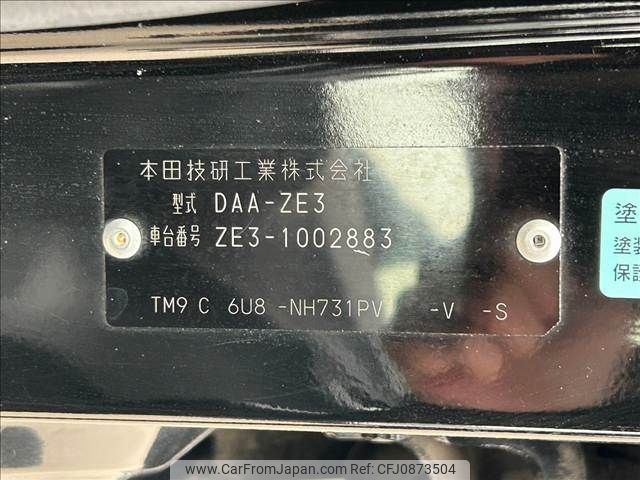 本田技研工業株式会社
型式 DAA-ZE3
車台番号 ZE3-1002883
TM9 C 6U8 -NH731PV -V -S
塗
塗装
保証
www.CarFromJapan.com CFJ0873504